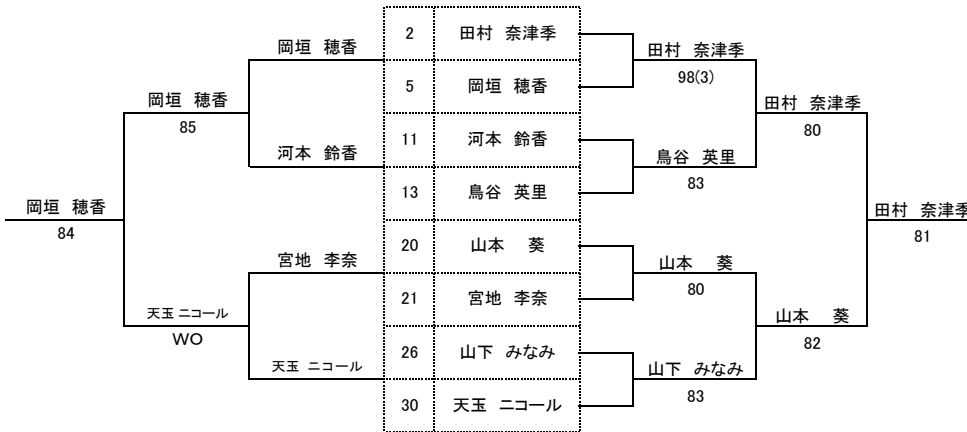 2 田村 奈津季
岡垣 穂香
田村 奈津季
98(3)
5 岡垣 穂香
岡垣 穂香
85
田村 奈津季
80
11 河本 鈴香
河本 鈴香
鳥谷 英里
83
13 鳥谷 英里
岡垣 穂香
84
田村 奈津季
81
20 山本 葵
宮地 李奈
山本 葵
80
21 宮地 李奈
天玉 ニコール
WO
山本 葵
82
26 山下 みなみ
天玉 ニコール
山下 みなみ
83
30 天玉 ニコール